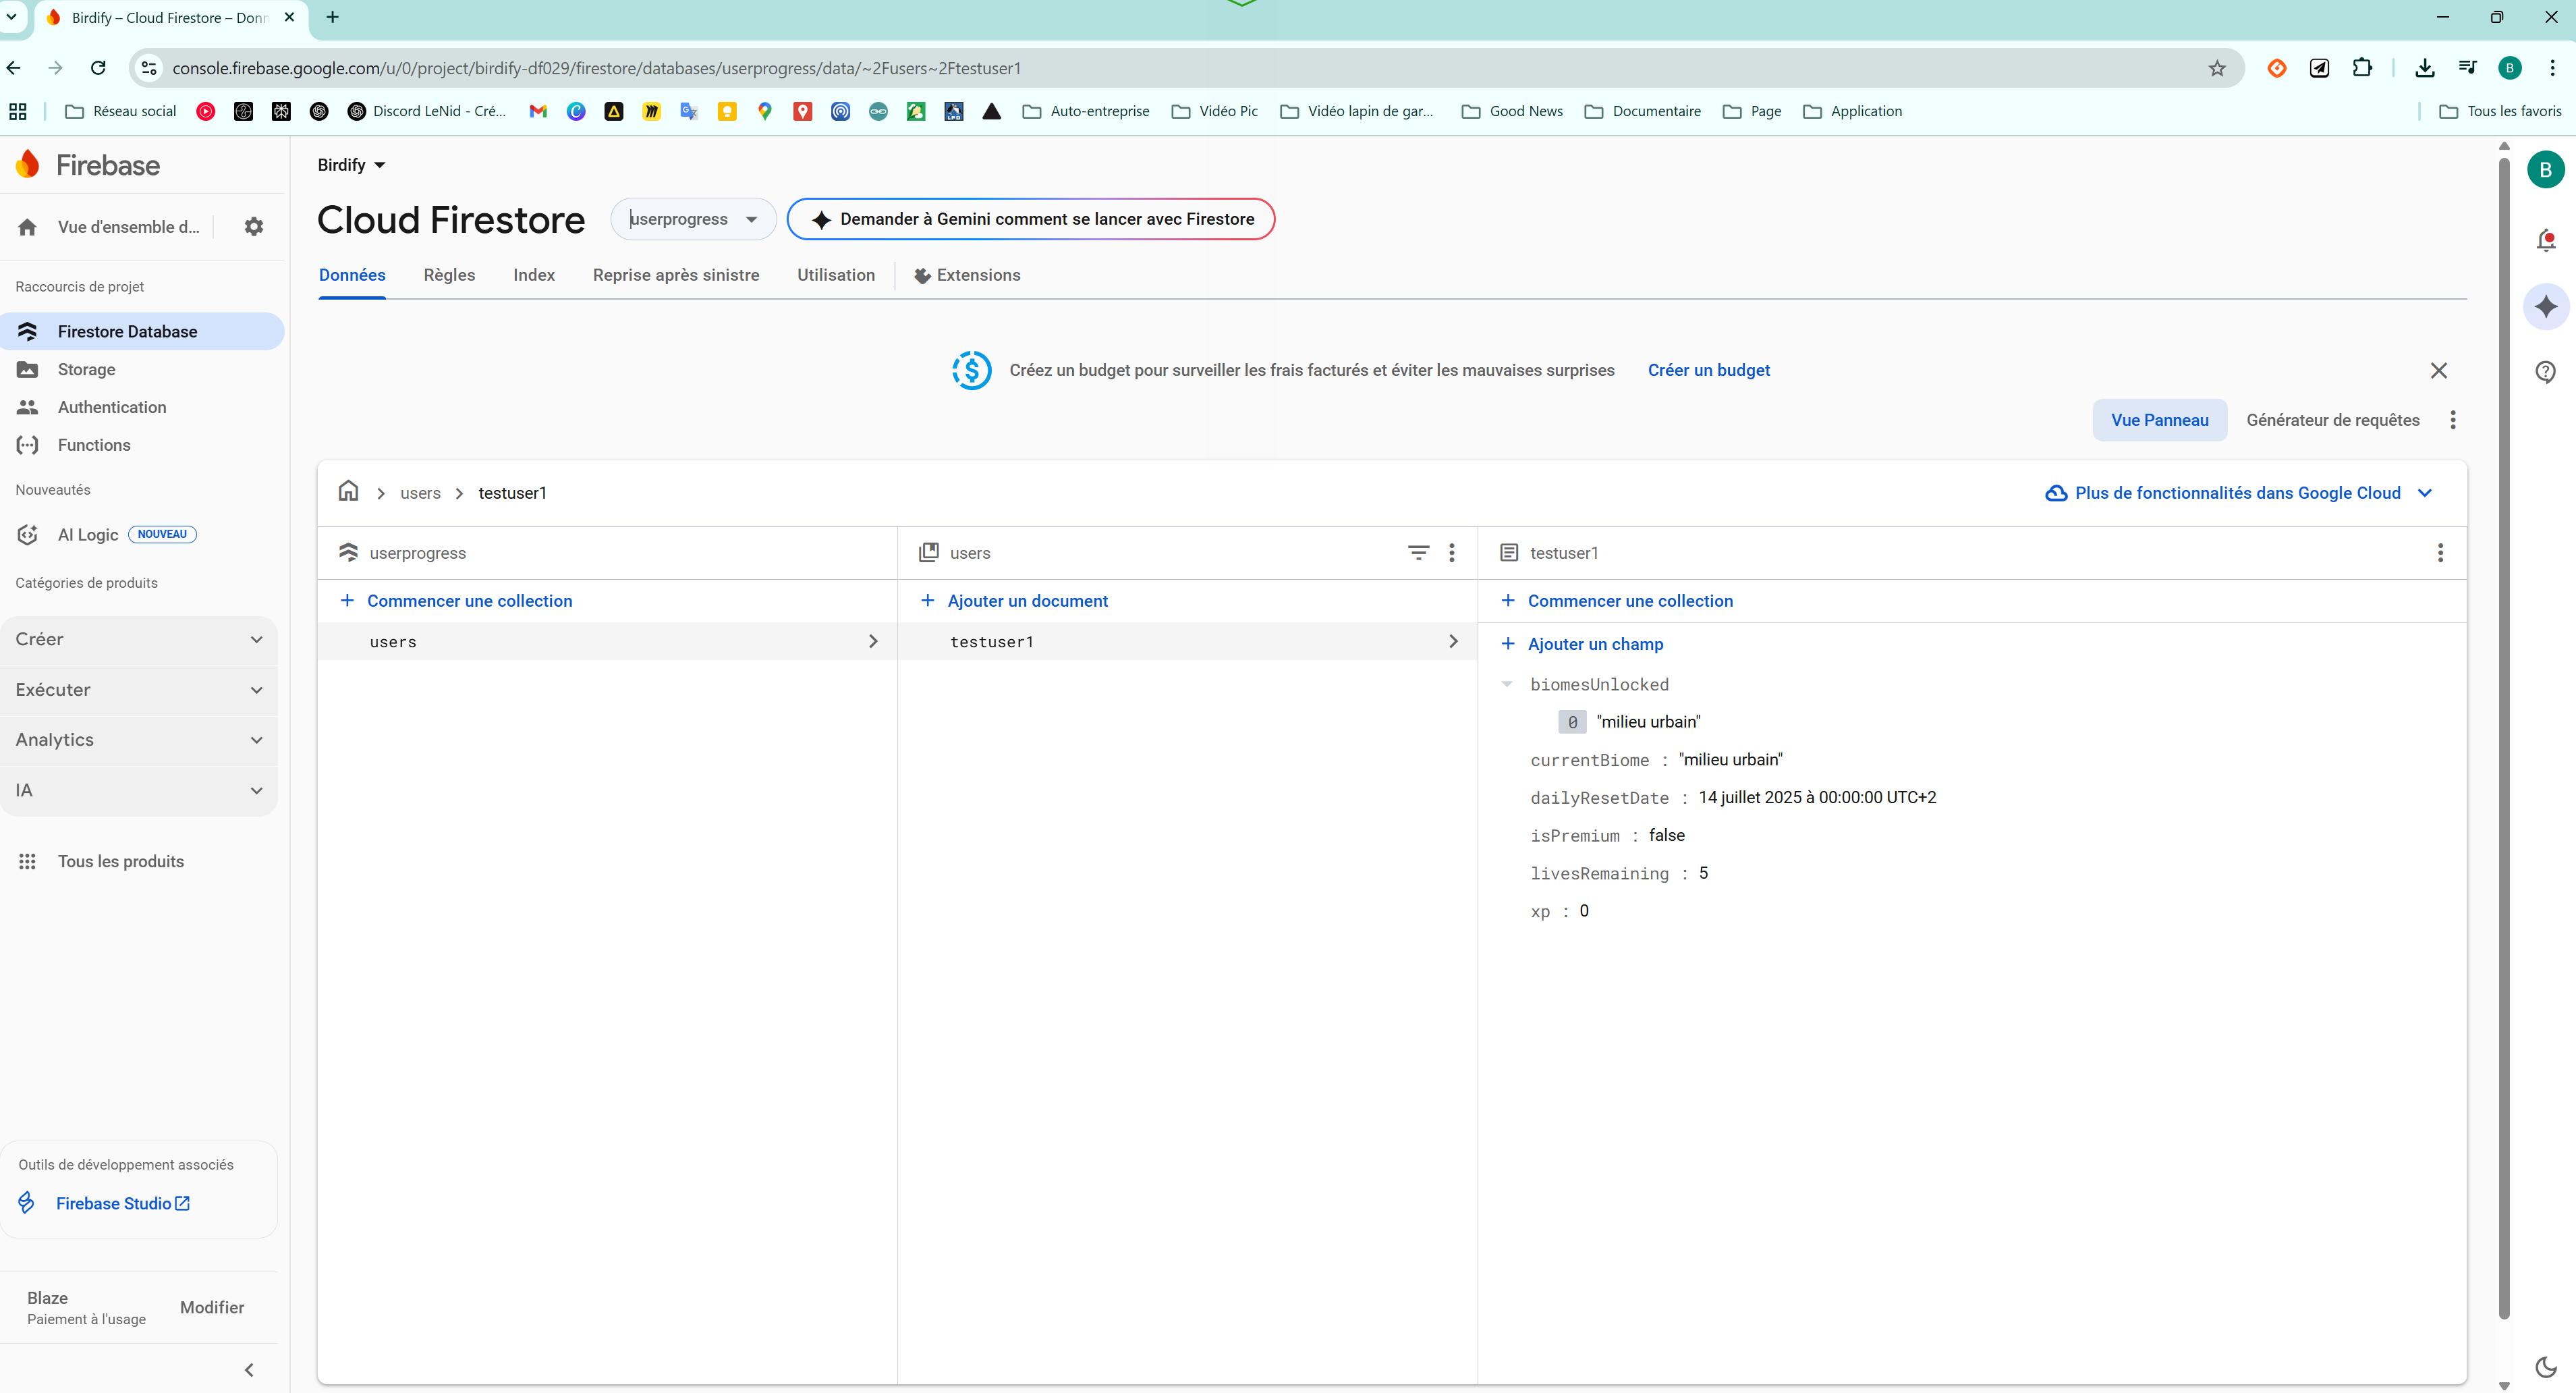 Birdify – Cloud Firestore – Donn
console.firebase.google.com/u/0/project/birdify-df029/firestore/databases/userprogress/data/~2Fusers~2Ftestuser1
B
Réseau social
Discord LeNid - Cré...
Auto-entreprise
Vidéo Pic
Vidéo lapin de gar...
Good News
Documentaire
Page
Application
Tous les favoris
Firebase
Vue d'ensemble d...
Raccourcis de projet
Firestore Database
Storage
Authentication
Functions
Nouveautés
AI Logic NOUVEAU
Catégories de produits
Créer
Exécuter
Analytics
IA
Tous les produits
Outils de développement associés
Firebase Studio
Blaze
Paiement à l'usage
Modifier
Birdify
B
Cloud Firestore
userprogress
Demander à Gemini comment se lancer avec Firestore
Données
Règles
Index
Reprise après sinistre
Utilisation
Extensions
Créez un budget pour surveiller les frais facturés et éviter les mauvaises surprises
Créer un budget
Vue Panneau
Générateur de requêtes
users
testuser1
Plus de fonctionnalités dans Google Cloud
userprogress
+ Commencer une collection
users
users
+ Ajouter un document
testuser1
testuser1
+ Commencer une collection
+ Ajouter un champ
biomesUnlocked
0 "milieu urbain"
currentBiome : "milieu urbain"
dailyResetDate : 14 juillet 2025 à 00:00:00 UTC+2
isPremium : false
livesRemaining : 5
xp : 0